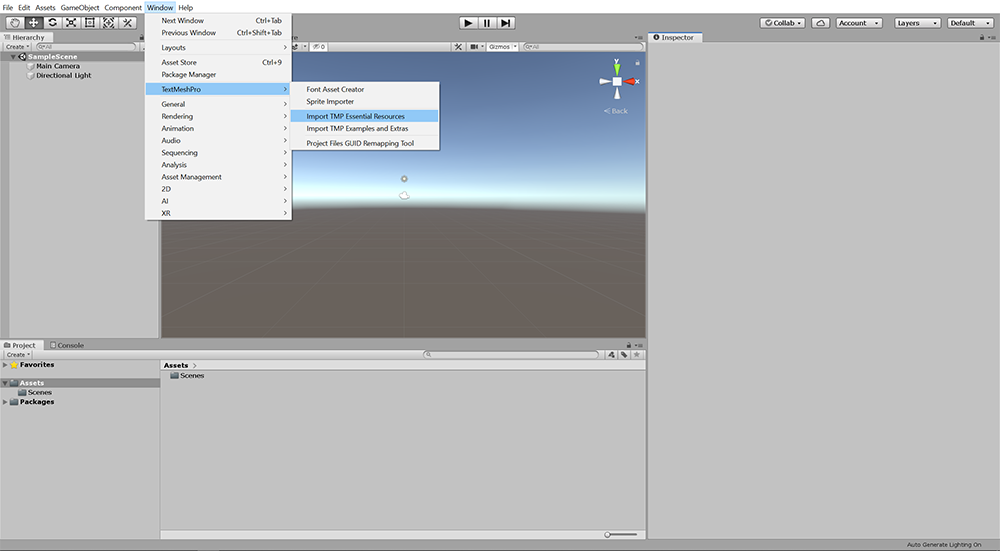 File Edit Assets GameObject Component Window Help
Collab Account Layers Default
Hierarchy
Create All
SampleScene
Main Camera
Directional Light
Next Window Ctrl+Tab
Previous Window Ctrl+Shift+Tab
Layouts
Asset Store Ctrl+9
Package Manager
TextMeshPro
General
Rendering
Animation
Audio
Sequencing
Analysis
Asset Management
2D
AI
XR
Font Asset Creator
Sprite Importer
Import TMP Essential Resources
Import TMP Examples and Extras
Project Files GUID Remapping Tool
0 Gizmos All
y
x
Back
Inspector
Project Console
Create
Favorites
Assets
Scenes
Packages
Assets
Scenes
Auto Generate Lighting On